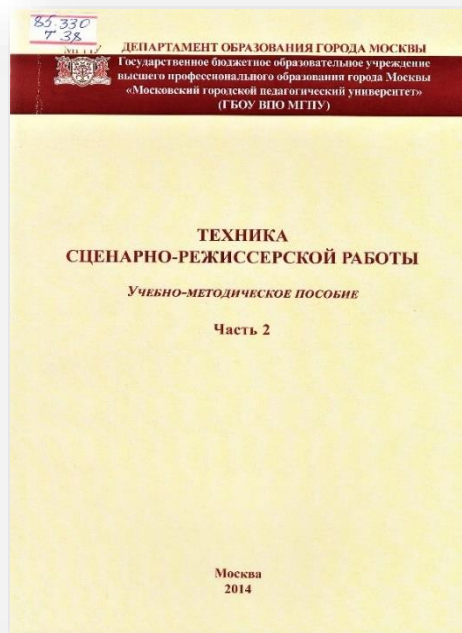 85.330
Т 38
МГПУ
ДЕПАРТАМЕНТ ОБРАЗОВАНИЯ ГОРОДА МОСКВЫ
Государственное бюджетное образовательное учреждение
высшего профессионального образования города Москвы
«Московский городской педагогический университет»
(ГБОУ ВПО МГПУ)
ТЕХНИКА
СЦЕНАРНО-РЕЖИССЕРСКОЙ РАБОТЫ
УЧЕБНО-МЕТОДИЧЕСКОЕ ПОСОБИЕ
Часть 2
Москва
2014